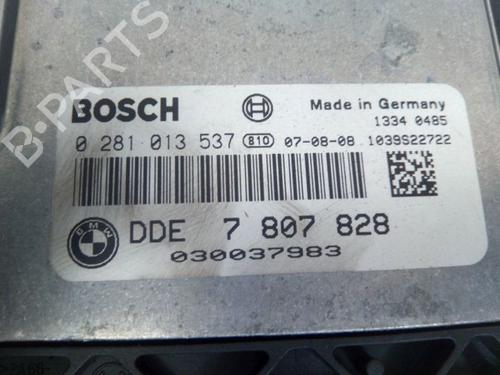 B-PARTS
BOSCH
Made in Germany
1334 0485
0 281 013 537 810 07-08-08 1039S22722
BMW
DDE 7 807 828
030037983